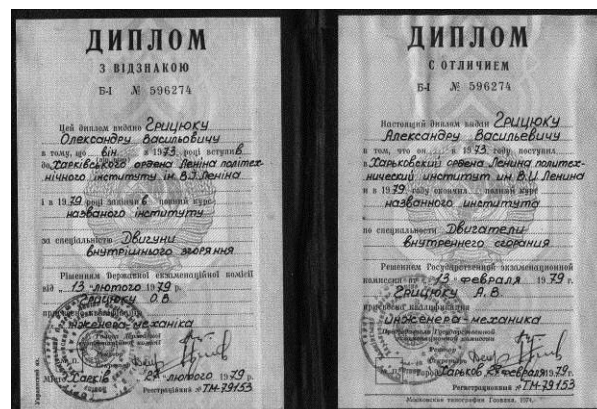 ДИПЛОМ
З ВІДЗНАКОЮ
Б-I № 596274
Цей диплом видано Грицюку
Олександру Васильовичу
в тому, що він в 1973 році вступив
до Харківського ордена Леніна політех-
нічного інституту ім. В.І. Леніна
і в 1979 році закінчив повний курс
названого інституту
за спеціальністю Двигуни
внутрішнього згоряння
Рішенням Державної екзаменаційної комісії
від „13" лютого 1979 р.
Грицюку О.В.
інженера-механіка
Місто Харків лютого 1979 р.
Реєстраційний № ТМ-79153
ДИПЛОМ
С ОТЛИЧИЕМ
Б-I № 596274
Настоящий диплом выдан Грицюку
Александру Васильевичу
в том, что он в 1973 году поступил
в Харьковский ордена Ленина политех-
нический институт им. В.И. Ленина
и в 1979 году окончил полный курс
названного института
по специальности Двигатели
внутреннего сгорания
Решением Государственной экзаменационной
комиссии от „13" февраля 1979 г.
Грицюку А.В.
присвоена квалификация
инженера-механика
Председатель Государственной
экзаменационной комиссии
Город Харьков, февраля 1979 г.
Регистрационный № ТМ-79153
Московская типография Гознака. 1974.